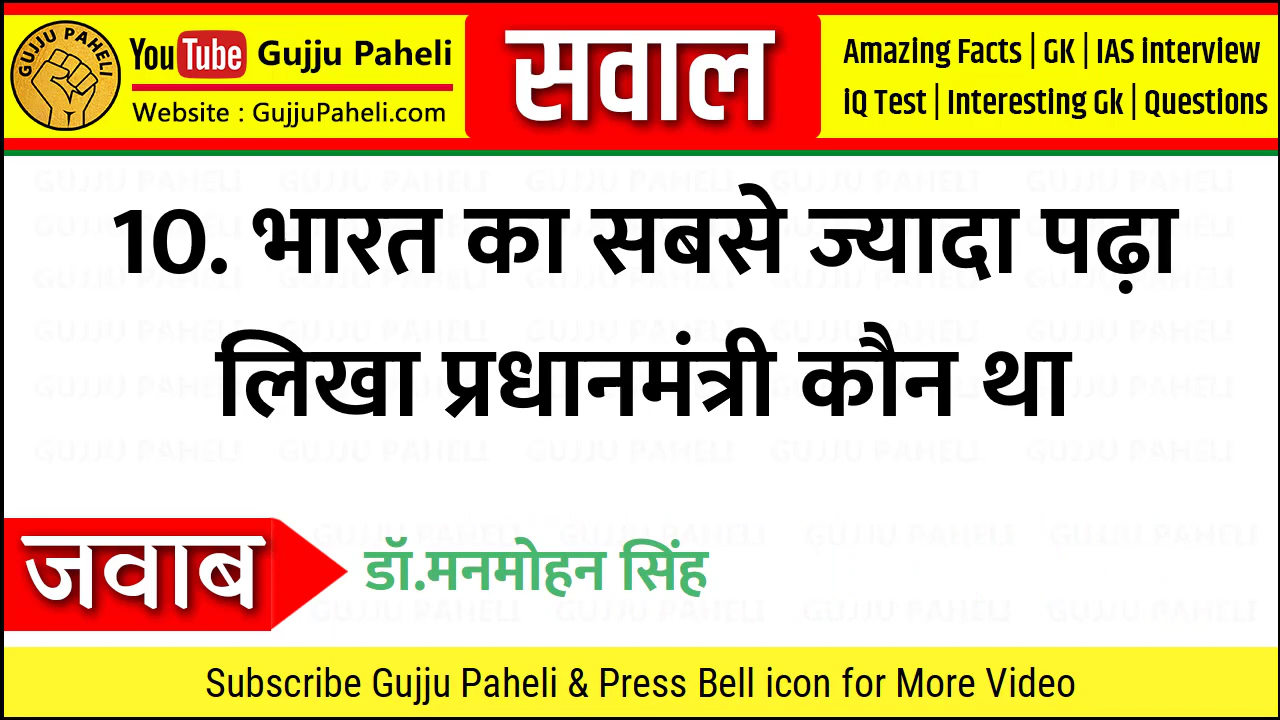 GUJJU PAHELI
YouTube Gujju Paheli
Website : GujjuPaheli.com
सवाल
Amazing Facts | GK | IAS interview
iQ Test | Interesting Gk | Questions
10. भारत का सबसे ज्यादा पढ़ा
लिखा प्रधानमंत्री कौन था
जवाब
डॉ.मनमोहन सिंह
Subscribe Gujju Paheli & Press Bell icon for More Video